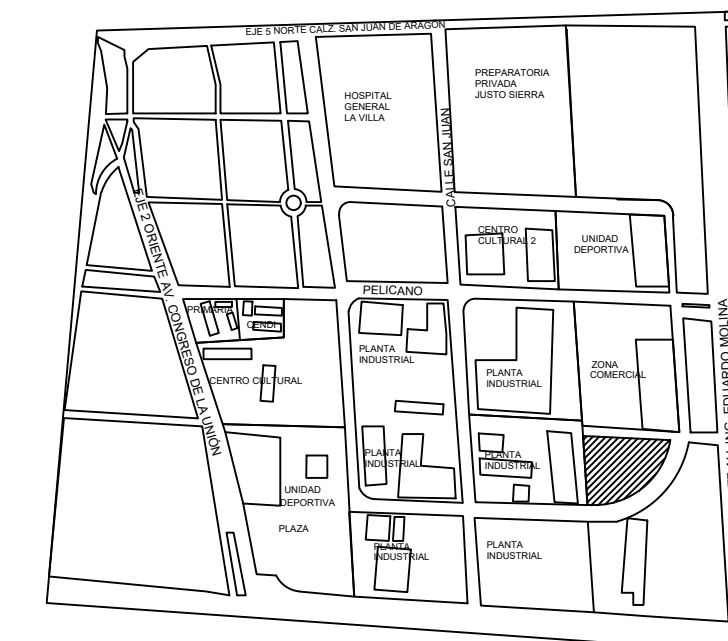 EJE 5 NORTE CALZ. SAN JUAN DE ARAGON
HOSPITAL
GENERAL
LA VILLA
PREPARATORIA
PRIVADA
JUSTO SIERRA
CALLE SAN JUAN
EJE 2 ORIENTE AV. CONGRESO DE LA UNIÓN
CENTRO
CULTURAL 2
UNIDAD
DEPORTIVA
PELICANO
PRIMARIA
CENDI
CENTRO CULTURAL
PLANTA
INDUSTRIAL
PLANTA
INDUSTRIAL
ZONA
COMERCIAL
AV. ING. EDUARDO MOLINA
PLANTA
INDUSTRIAL
PLANTA
INDUSTRIAL
UNIDAD
DEPORTIVA
PLAZA
PLANTA
INDUSTRIAL
PLANTA
INDUSTRIAL